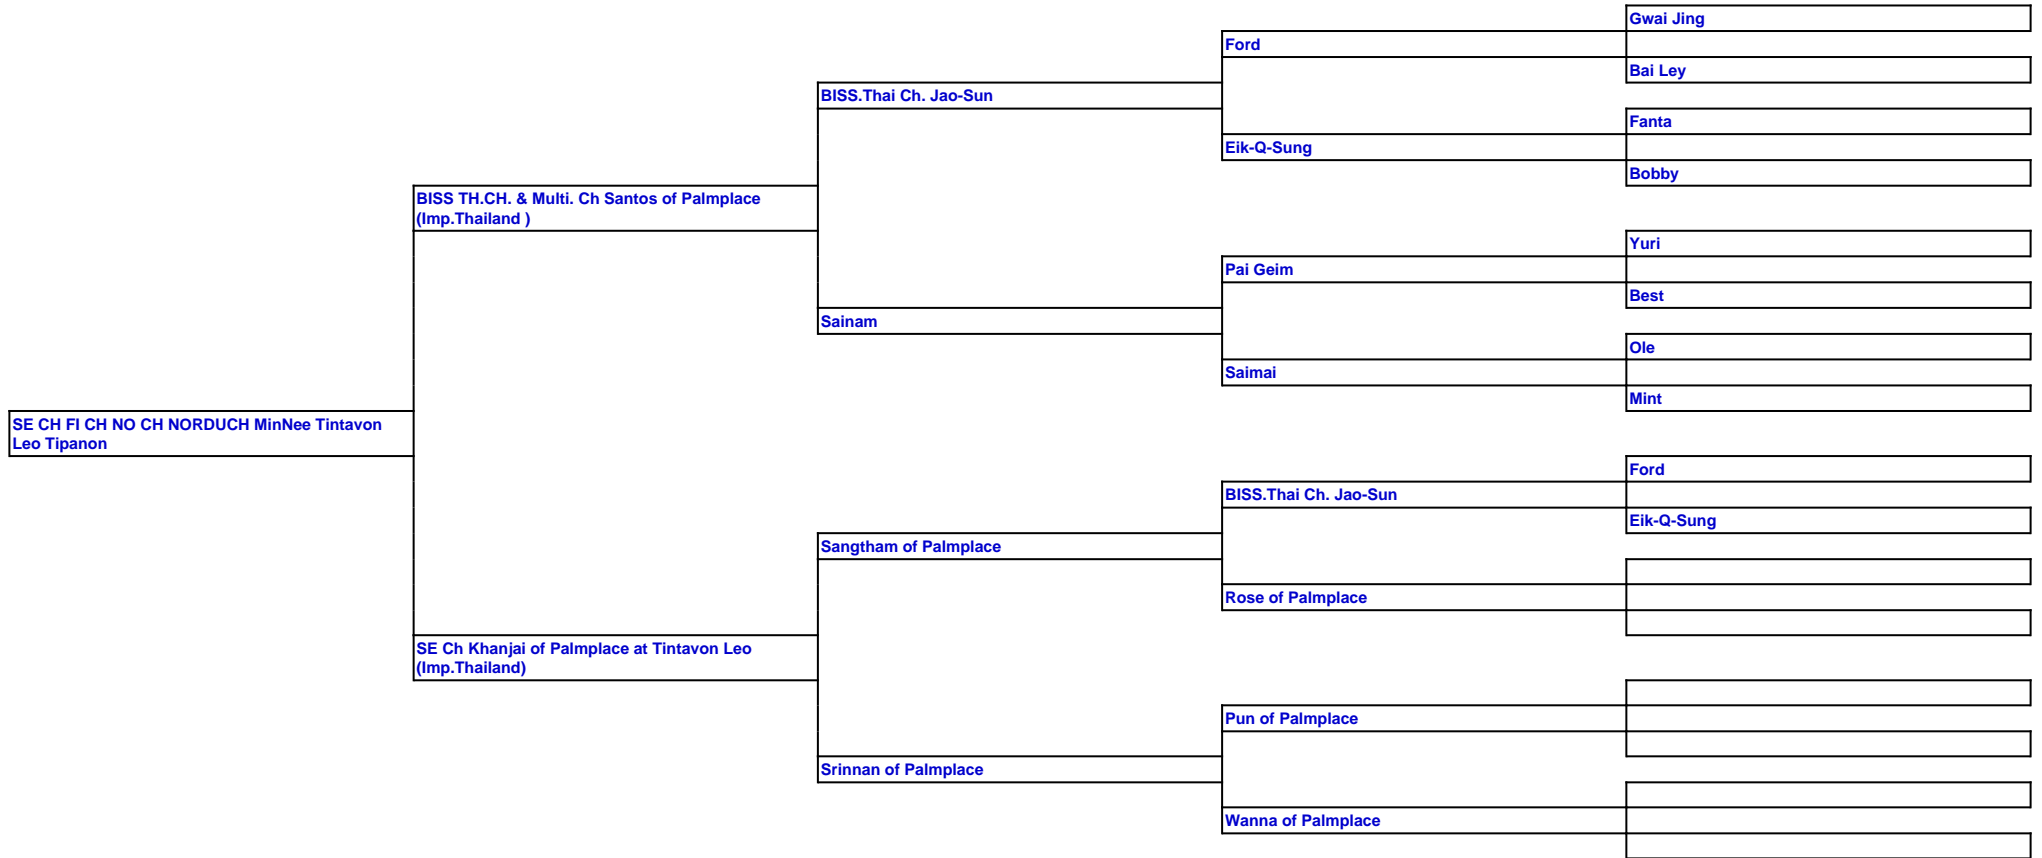 Gwai Jing
Ford
Bai Ley
BISS.Thai Ch. Jao-Sun
Fanta
Eik-Q-Sung
Bobby
BISS TH.CH. & Multi. Ch Santos of Palmplace
(Imp.Thailand )
Yuri
Pai Geim
Best
Sainam
Ole
Saimai
Mint
SE CH FI CH NO CH NORDUCH MinNee Tintavon
Leo Tipanon
Ford
BISS.Thai Ch. Jao-Sun
Eik-Q-Sung
Sangtham of Palmplace
Rose of Palmplace
SE Ch Khanjai of Palmplace at Tintavon Leo
(Imp.Thailand)
Pun of Palmplace
Srinnan of Palmplace
Wanna of Palmplace